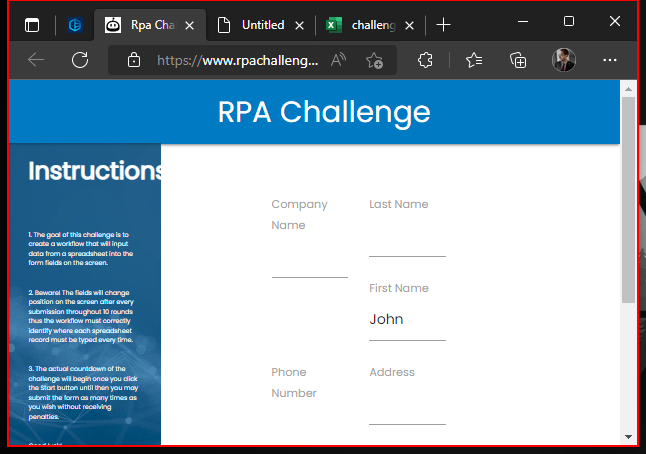 Rpa Cha
Untitled
challeng
https://www.rpachalleng...
RPA Challenge
Instructions
1. The goal of this challenge is to
create a workflow that will input
data from a spreadsheet into the
form fields on the screen.
2. Beware! The fields will change
position on the screen after every
submission throughout 10 rounds
thus the workflow must correctly
identify where each spreadsheet
record must be typed every time.
3. The actual countdown of the
challenge will begin once you click
the Start button until then you may
submit the form as many times as
you wish without receiving
penalties.
Company
Name
Last Name
First Name
John
Phone
Number
Address